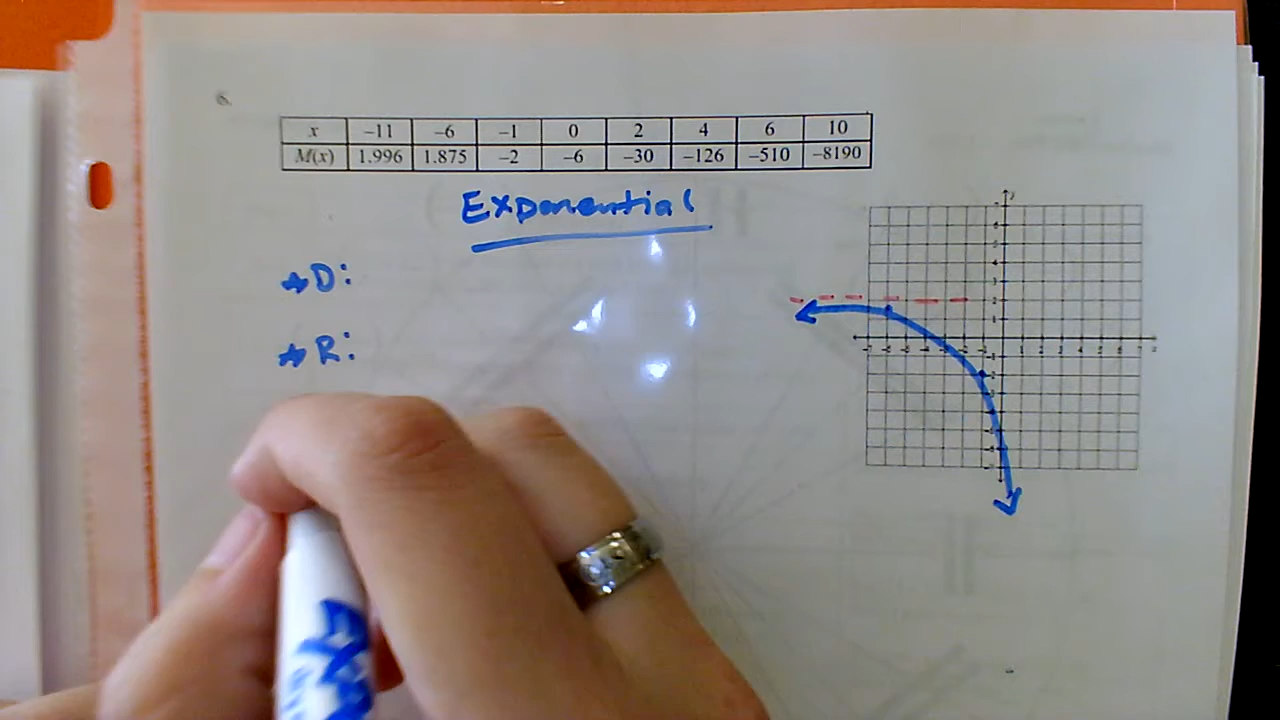 x −11 −6 −1 0 2 4 6 10
M(x) 1.996 1.875 −2 −6 −30 −126 −510 −8190
Exponential
D:
R:
y